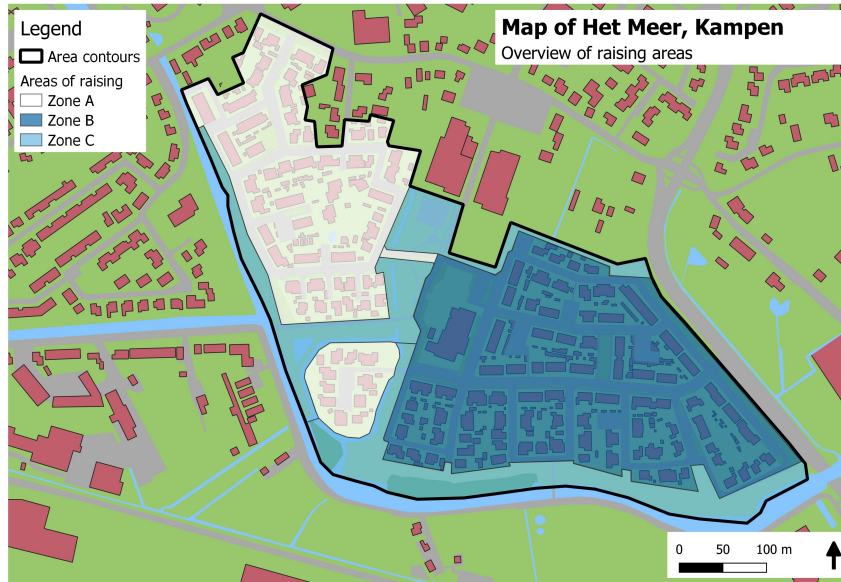 Legend
Area contours
Areas of raising
Zone A
Zone B
Zone C
Map of Het Meer, Kampen
Overview of raising areas
0 50 100 m